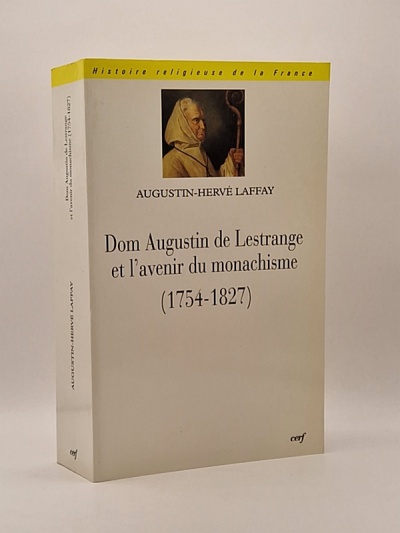 Histoire religieuse de la France
AUGUSTIN-HERVÉ LAFFAY
Dom Augustin de Lestrange
et l'avenir du monachisme
(1754-1827)
cerf
Dom Augustin de Lestrange
et l'avenir du monachisme (1754-1827)
AUGUSTIN-HERVÉ LAFFAY
cerf